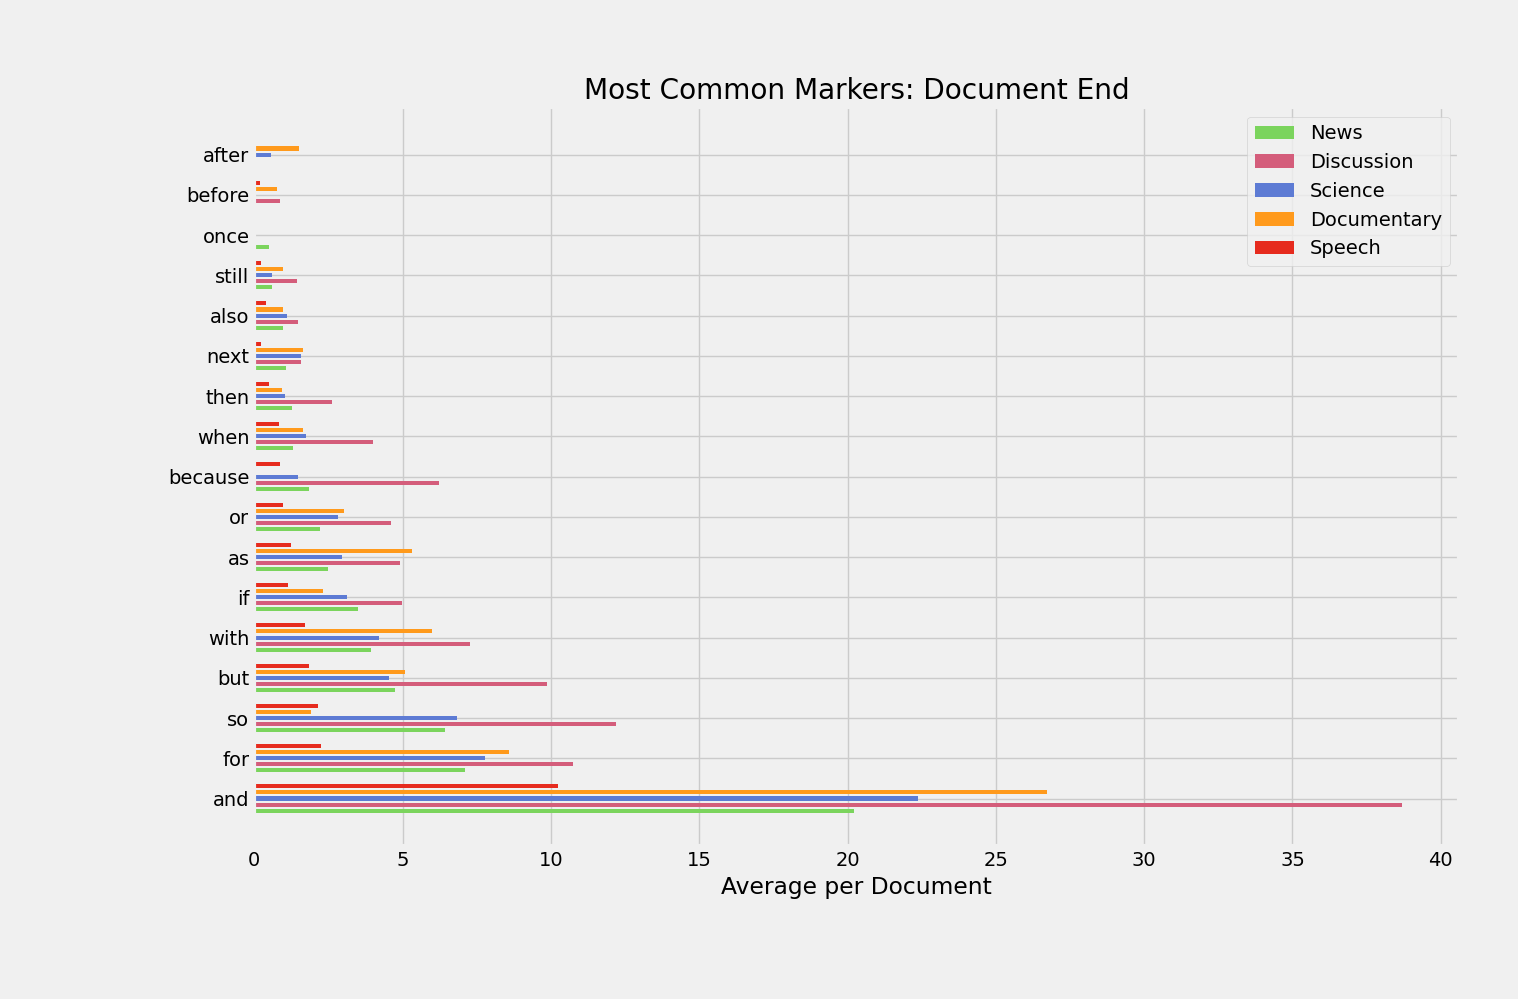 Most Common Markers: Document End
News
Discussion
Science
Documentary
Speech
after
before
once
still
also
next
then
when
because
or
as
if
with
but
so
for
and
0 5 10 15 20 25 30 35 40
Average per Document